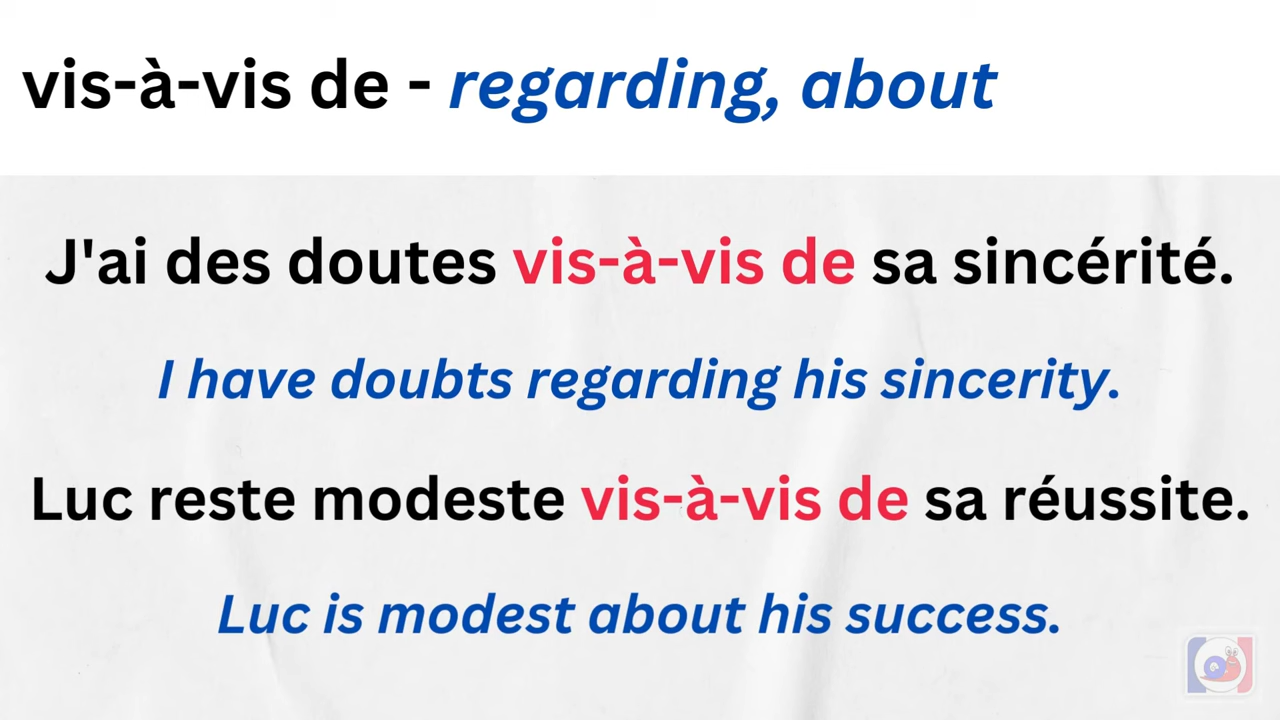 vis-à-vis de - regarding, about
J'ai des doutes vis-à-vis de sa sincérité.
I have doubts regarding his sincerity.
Luc reste modeste vis-à-vis de sa réussite.
Luc is modest about his success.